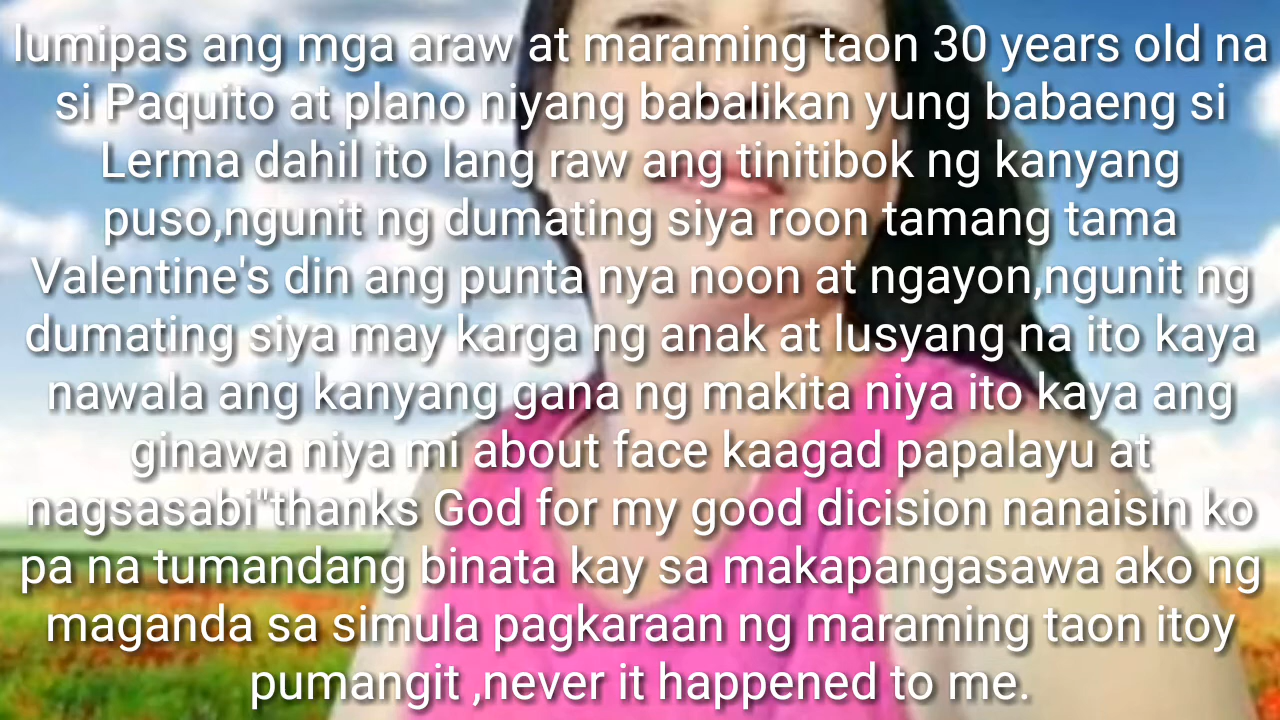 lumipas ang mga araw at maraming taon 30 years old na
si Paquito at plano niyang babalikan yung babaeng si
Lerma dahil ito lang raw ang tinitibok ng kanyang
puso,ngunit ng dumating siya roon tamang tama
Valentine's din ang punta nya noon at ngayon,ngunit ng
dumating siya may karga ng anak at lusyang na ito kaya
nawala ang kanyang gana ng makita niya ito kaya ang
ginawa niya mi about face kaagad papalayu at
nagsasabi"thanks God for my good dicision nanaisin ko
pa na tumandang binata kay sa makapangasawa ako ng
maganda sa simula pagkaraan ng maraming taon itoy
pumangit ,never it happened to me.